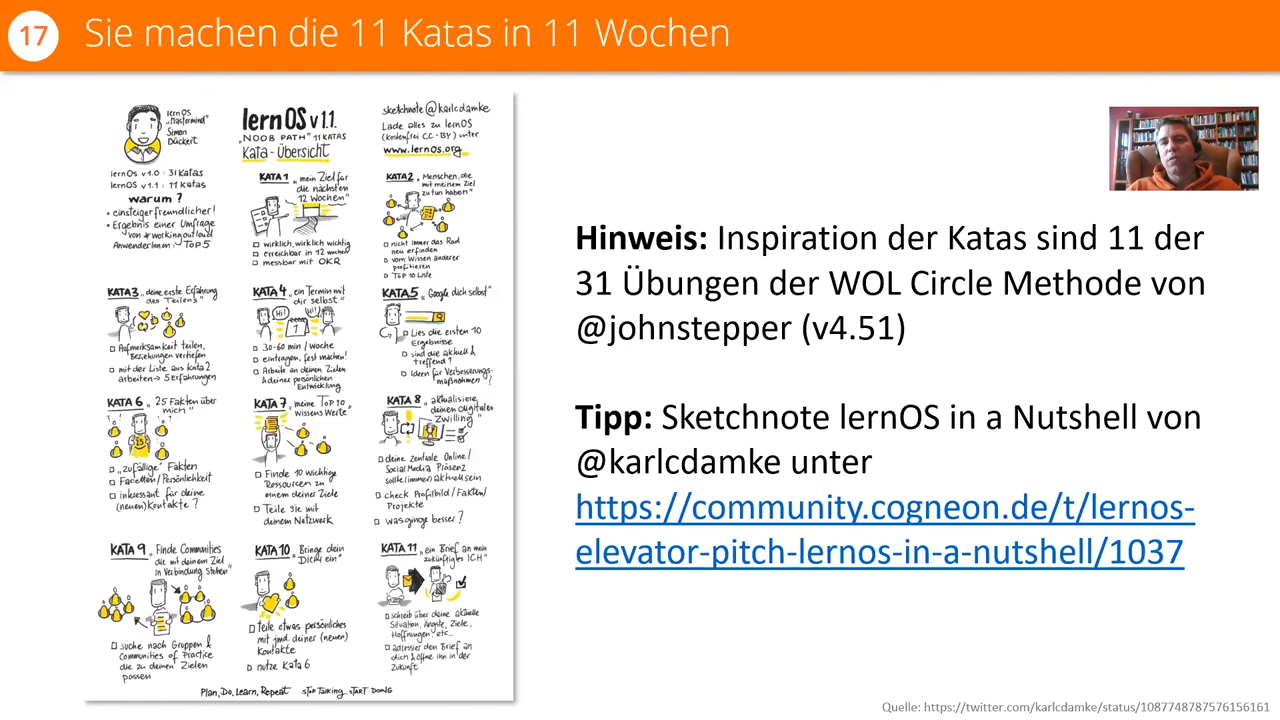 17
Sie machen die 11 Katas in 11 Wochen
lernOS
„Mastermind"
Simon
Dückert
lernOS v1.0 : 31 Katas
lernOS v1.1 : 11 Katas
warum ?
• einsteigerfreundlicher!
• Ergebnis einer Umfrage
von #workingoutloud
AnwenderInnen: Top 5
lernOS v 1.1.
„NOOB PATH" 11 KATAS
Kata-Übersicht
sketchnote@karlcdamke
Lade alles zu lernOS
(kostenfrei CC-BY) unter
www.lernos.org
KATA 1 „mein Ziel für
die nächsten
12 Wochen"
wirklich, wirklich wichtig
erreichbar in 12 Wochen
messbar mit OKR
KATA 2 „Menschen, die
mit meinem Ziel
zu tun haben"
nicht immer das Rad
neu erfinden
vom Wissen anderer
profitieren
Top 10 Liste
KATA 3 „deine erste Erfahrung
des Teilens"
Aufmerksamkeit teilen,
Beziehungen vertiefen
mit der Liste aus Kata 2
arbeiten → 5 Erfahrungen
KATA 4 „ein Termin mit
dir selbst"
Hi! Hi!
1
30-60 min / Woche
eintragen, fest machen!
Arbeite an deinen Zielen
& deiner persönlichen
Entwicklung
KATA 5 „Google dich selbst"
Lies die ersten 10
Ergebnisse
sind die aktuell &
treffend?
Ideen für Verbesserungs-
maßnahmen ?
KATA 6 „25 Fakten über
mich"
„zufällige" Fakten
Facetten / Persönlichkeit
interessant für deine
(neuen) Kontakte ?
KATA 7 „meine Top 10
Wissens Werte"
Finde 10 wichtige
Ressourcen zu
einem deiner Ziele
Teile sie mit
deinem Netzwerk
KATA 8 „aktualisiere
deinen digitalen
Zwilling"
deine zentrale Online/
Social Media Präsenz
sollte (immer) aktuell sein
check Profilbild/Fakten/
Projekte
was ginge besser ?
KATA 9 „Finde Communities
die mit deinem Ziel
in Verbindung stehen"
suche nach Gruppen &
Communities of Practice
die zu deinen Zielen
passen
KATA 10 „Bringe dein
Dich ein"
teile etwas persönliches
mit jmd. deiner (neuen)
Kontakte
nutze Kata 6
KATA 11 „ein Brief an mein
zukünftiges ICH"
schreib über deine aktuelle
Situation, Ängste, Ziele,
Hoffnungen etc...
adressier den Brief an
dich & öffne ihn in der
Zukunft
Plan, Do, Learn, Repeat STOP Talking.. START DOING
Hinweis: Inspiration der Katas sind 11 der
31 Übungen der WOL Circle Methode von
@johnstepper (v4.51)
Tipp: Sketchnote lernOS in a Nutshell von
@karlcdamke unter
https://community.cogneon.de/t/lernos-
elevator-pitch-lernos-in-a-nutshell/1037
Quelle: https://twitter.com/karlcdamke/status/1087748787576156161